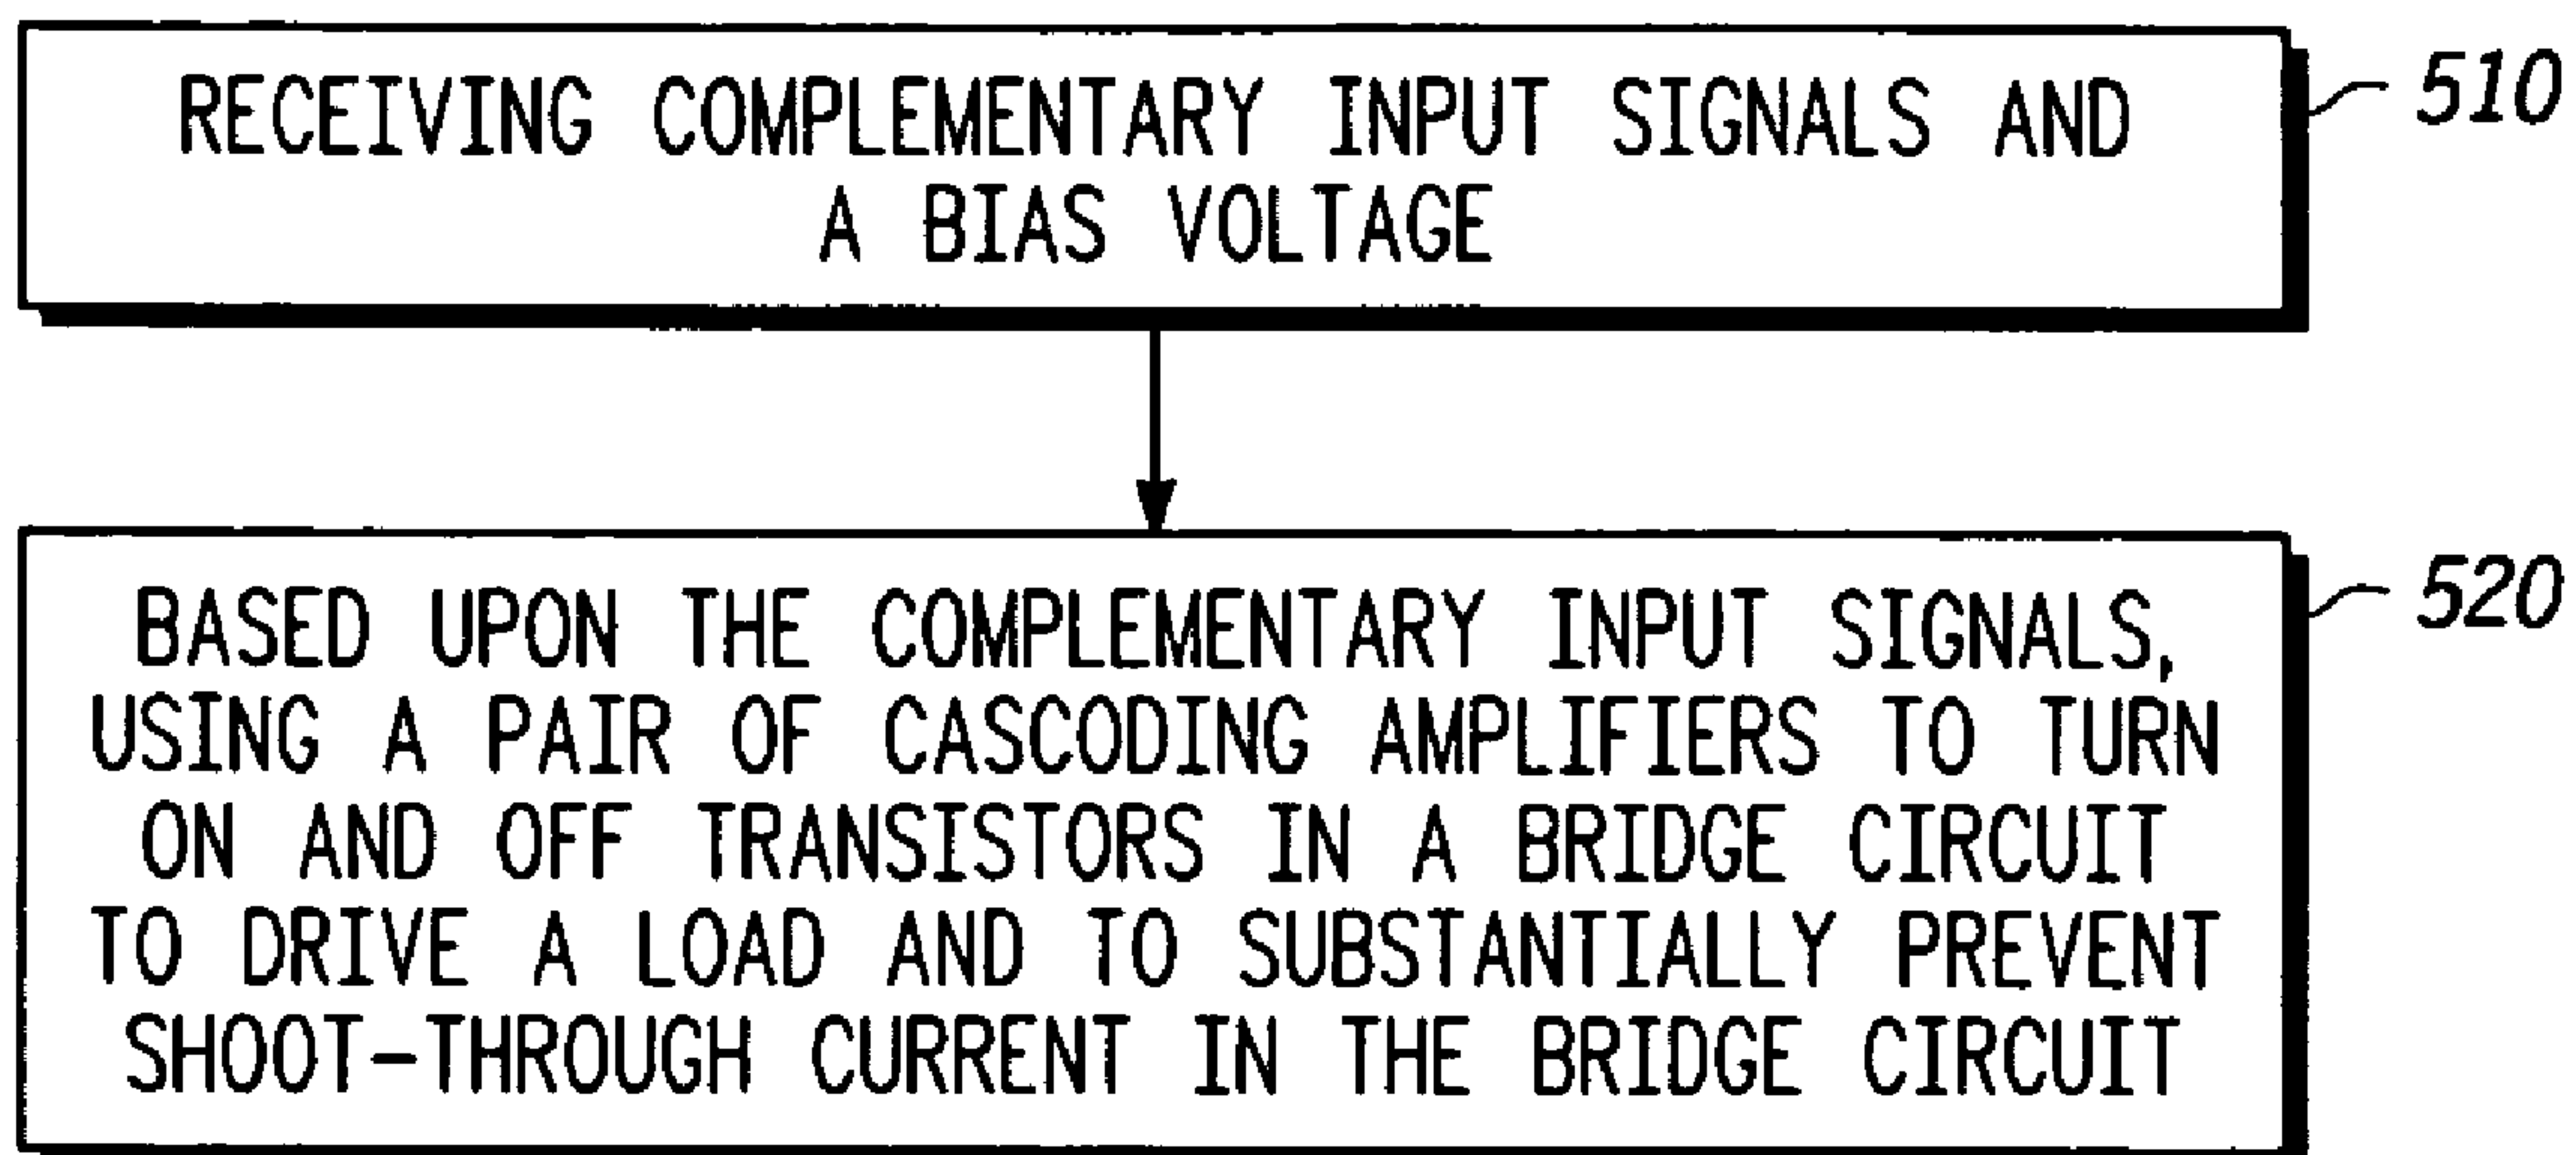 RECEIVING COMPLEMENTARY INPUT SIGNALS AND
A BIAS VOLTAGE
510
BASED UPON THE COMPLEMENTARY INPUT SIGNALS,
USING A PAIR OF CASCODING AMPLIFIERS TO TURN
ON AND OFF TRANSISTORS IN A BRIDGE CIRCUIT
TO DRIVE A LOAD AND TO SUBSTANTIALLY PREVENT
SHOOT-THROUGH CURRENT IN THE BRIDGE CIRCUIT
520